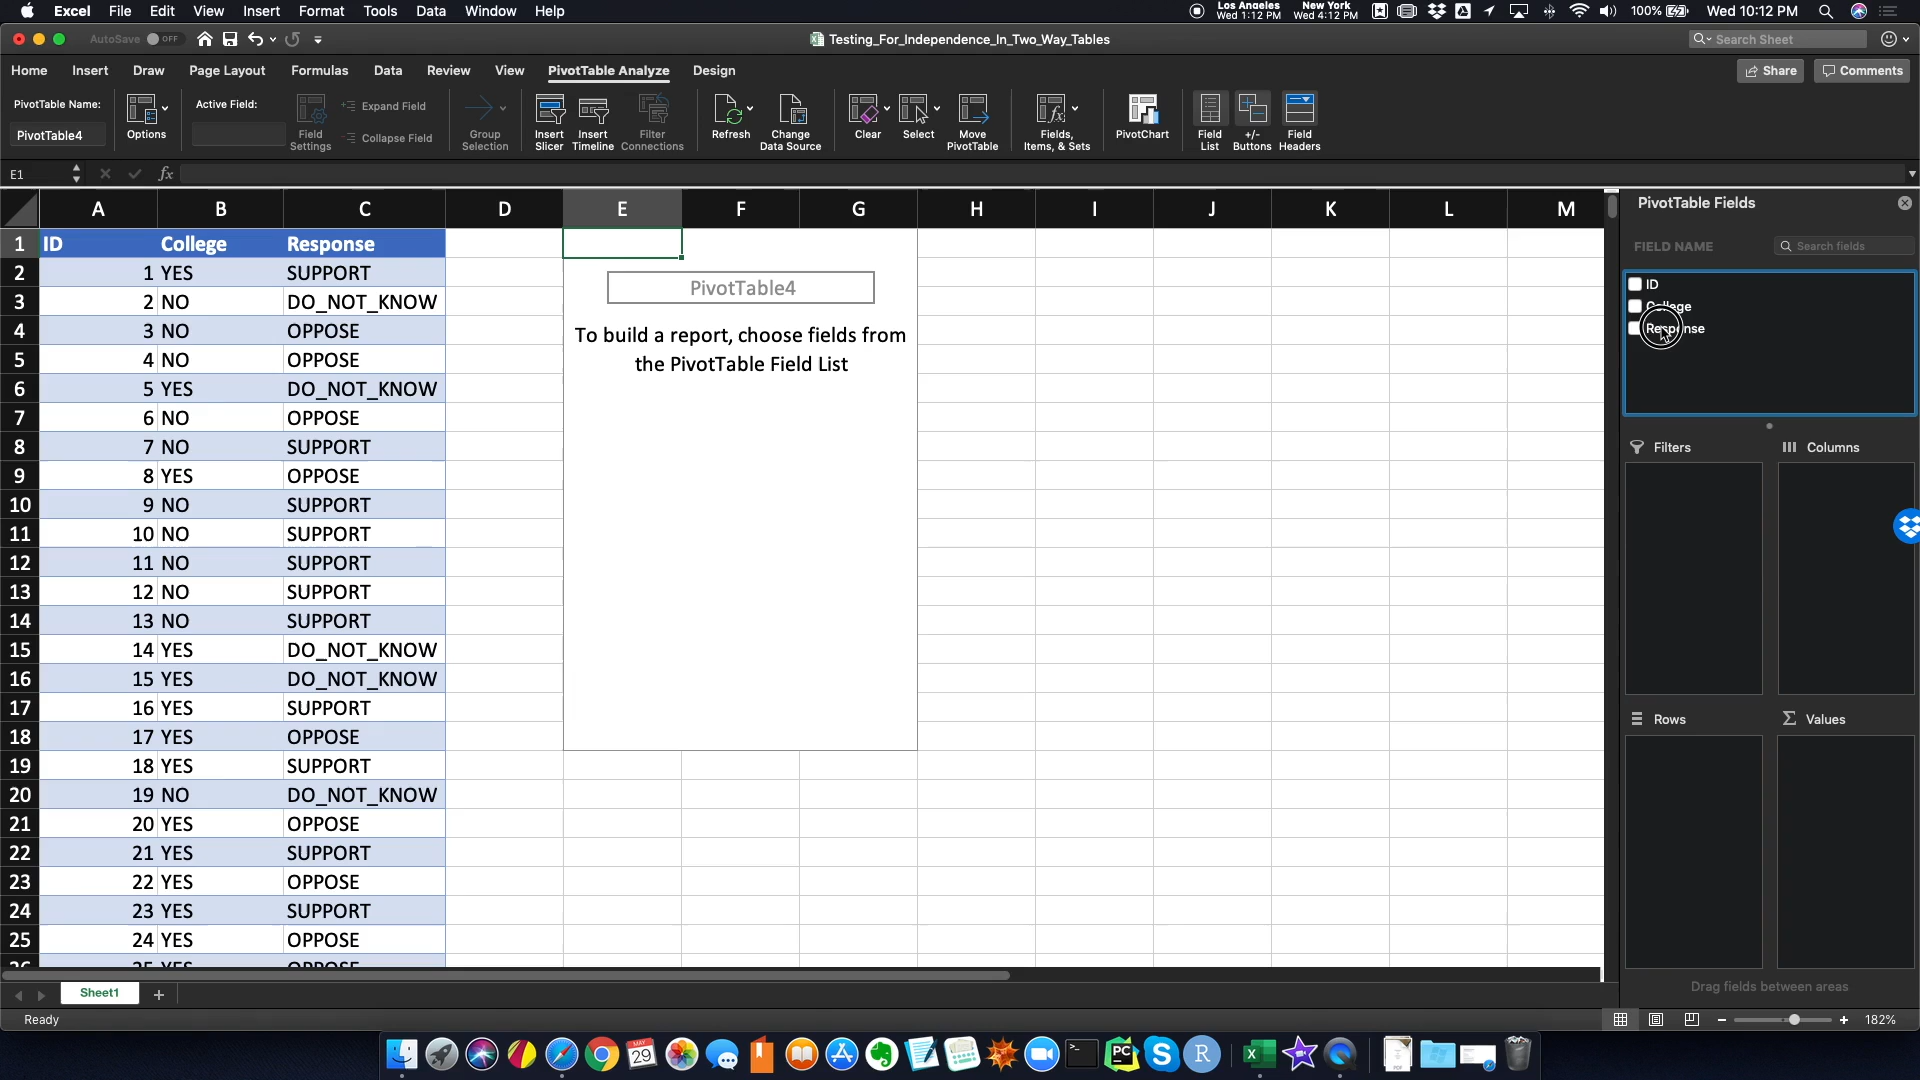 Excel File Edit View Insert Format Tools Data Window Help
Los Angeles New York
Wed 1:12 PM Wed 4:12 PM 100% Wed 10:12 PM
AutoSave OFF Testing_For_Independence_In_Two_Way_Tables Search Sheet
Home Insert Draw Page Layout Formulas Data Review View PivotTable Analyze Design Share Comments
PivotTable Name: Active Field: Expand Field
PivotTable4 Options Field Settings Collapse Field Group Selection Insert Slicer Insert Timeline Filter Connections Refresh Change Data Source Clear Select Move PivotTable Fields, Items, & Sets PivotChart Field List +/- Buttons Field Headers
E1 fx
A B C D E F G H I J K L M
1 ID College Response
2 1 YES SUPPORT
3 2 NO DO_NOT_KNOW
4 3 NO OPPOSE
5 4 NO OPPOSE
6 5 YES DO_NOT_KNOW
7 6 NO OPPOSE
8 7 NO SUPPORT
9 8 YES OPPOSE
10 9 NO SUPPORT
11 10 NO SUPPORT
12 11 NO SUPPORT
13 12 NO SUPPORT
14 13 NO SUPPORT
15 14 YES DO_NOT_KNOW
16 15 YES DO_NOT_KNOW
17 16 YES SUPPORT
18 17 YES OPPOSE
19 18 YES SUPPORT
20 19 NO DO_NOT_KNOW
21 20 YES OPPOSE
22 21 YES SUPPORT
23 22 YES OPPOSE
24 23 YES SUPPORT
25 24 YES OPPOSE
26 25 YES OPPOSE
PivotTable4
To build a report, choose fields from
the PivotTable Field List
PivotTable Fields
FIELD NAME Search fields
ID
College
Response
Filters Columns
Rows Values
Drag fields between areas
Sheet1
Ready 182%
MAY
29
PC
S
R
X
PDF